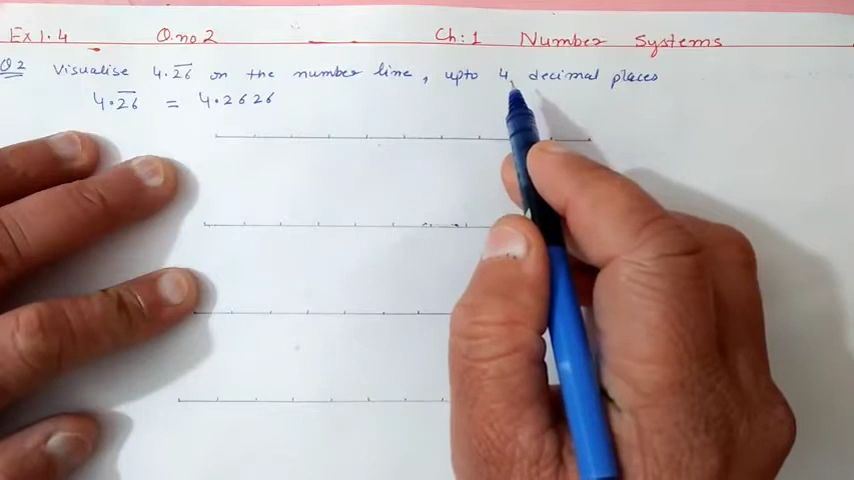 Ex 1.4 Q.no 2 Ch: 1 Number Systems
Q2 Visualise 4.2̅6̅ on the number line, upto 4 decimal places
4.2̅6̅ = 4.2626